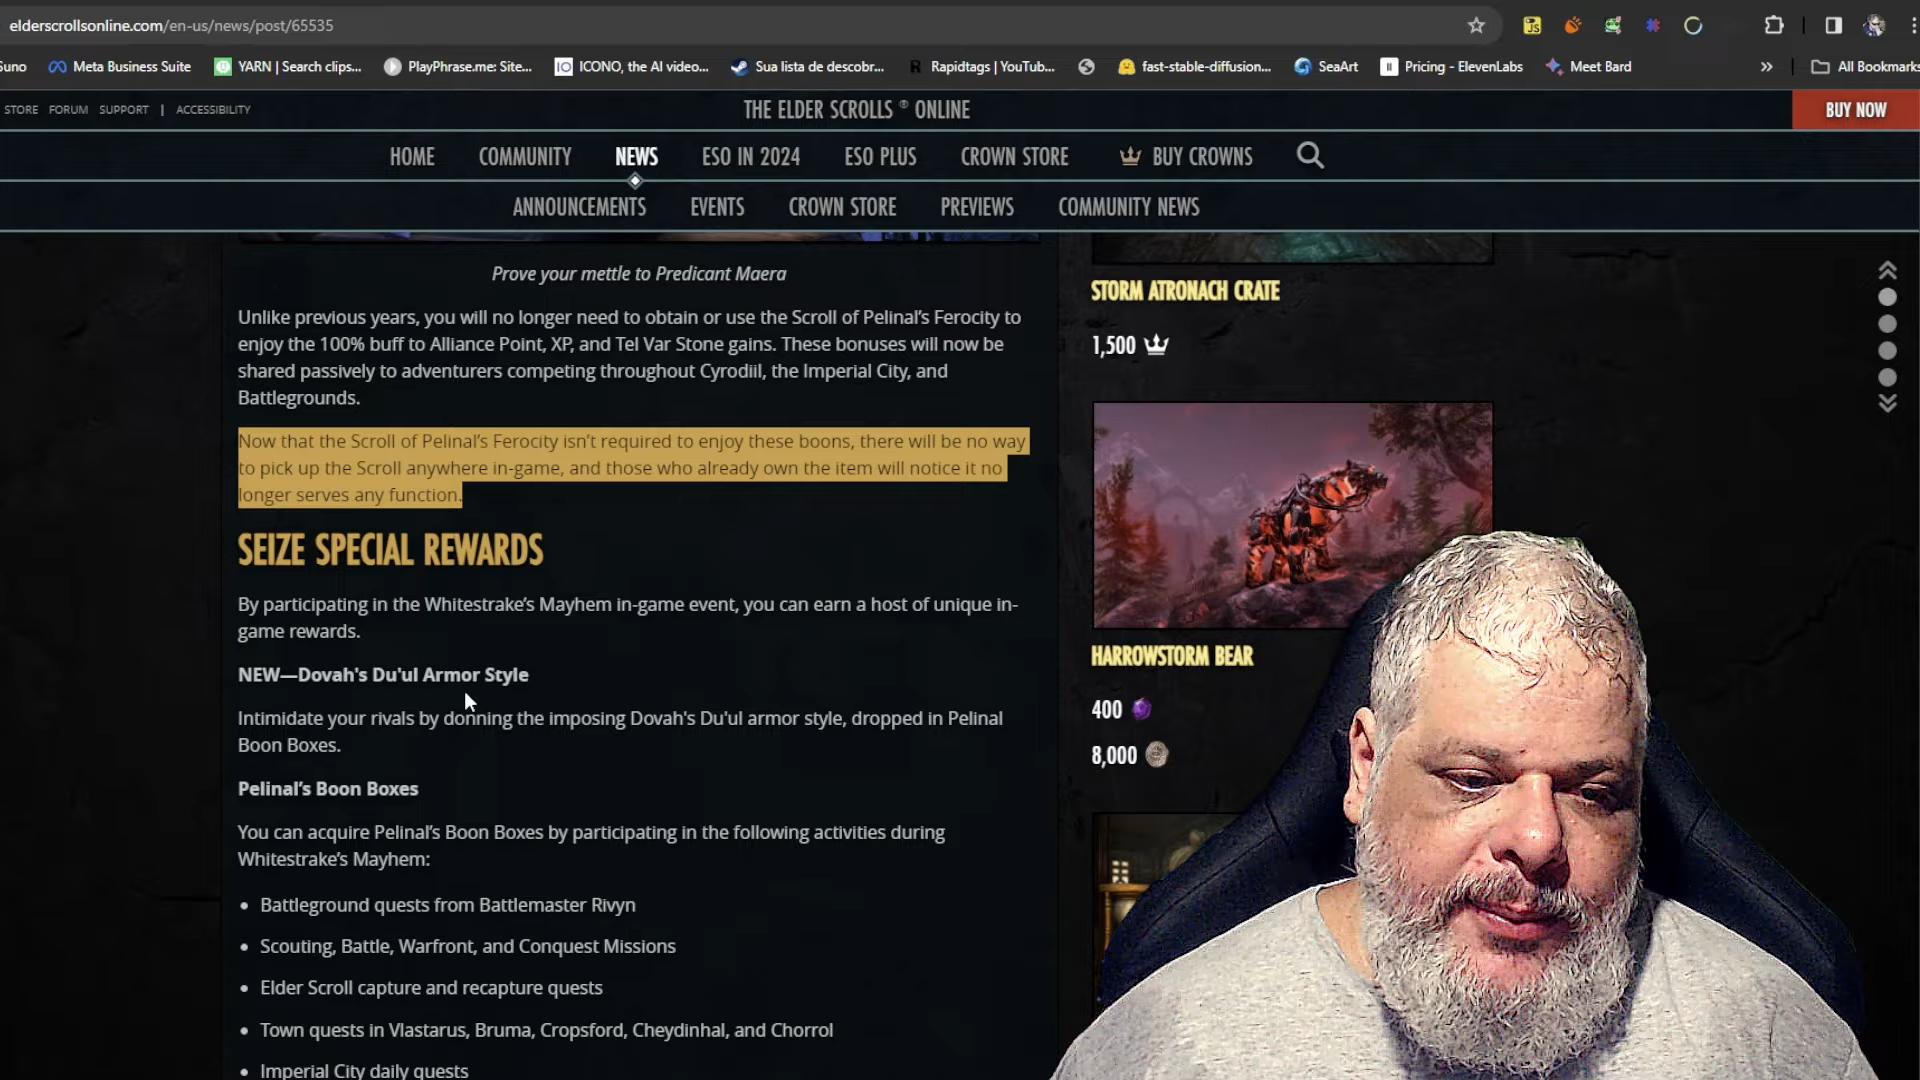 elderscrollsonline.com/en-us/news/post/65535
Meta Business Suite
YARN | Search clips...
PlayPhrase.me: Site...
ICONO, the AI video...
Sua lista de descobr...
Rapidtags | YouTub...
fast-stable-diffusion...
SeaArt
Pricing - ElevenLabs
Meet Bard
»
All Bookmarks
STORE FORUM SUPPORT | ACCESSIBILITY
THE ELDER SCROLLS ® ONLINE
BUY NOW
HOME COMMUNITY NEWS ESO IN 2024 ESO PLUS CROWN STORE BUY CROWNS
ANNOUNCEMENTS EVENTS CROWN STORE PREVIEWS COMMUNITY NEWS
Prove your mettle to Predicant Maera
Unlike previous years, you will no longer need to obtain or use the Scroll of Pelinal’s Ferocity to
enjoy the 100% buff to Alliance Point, XP, and Tel Var Stone gains. These bonuses will now be
shared passively to adventurers competing throughout Cyrodiil, the Imperial City, and
Battlegrounds.
Now that the Scroll of Pelinal’s Ferocity isn’t required to enjoy these boons, there will be no way
to pick up the Scroll anywhere in-game, and those who already own the item will notice it no
longer serves any function.
SEIZE SPECIAL REWARDS
By participating in the Whitestrake’s Mayhem in-game event, you can earn a host of unique in-
game rewards.
NEW—Dovah's Du'ul Armor Style
Intimidate your rivals by donning the imposing Dovah's Du'ul armor style, dropped in Pelinal
Boon Boxes.
Pelinal’s Boon Boxes
You can acquire Pelinal’s Boon Boxes by participating in the following activities during
Whitestrake’s Mayhem:
• Battleground quests from Battlemaster Rivyn
• Scouting, Battle, Warfront, and Conquest Missions
• Elder Scroll capture and recapture quests
• Town quests in Vlastarus, Bruma, Cropsford, Cheydinhal, and Chorrol
• Imperial City daily quests
STORM ATRONACH CRATE
1,500
HARROWSTORM BEAR
400
8,000